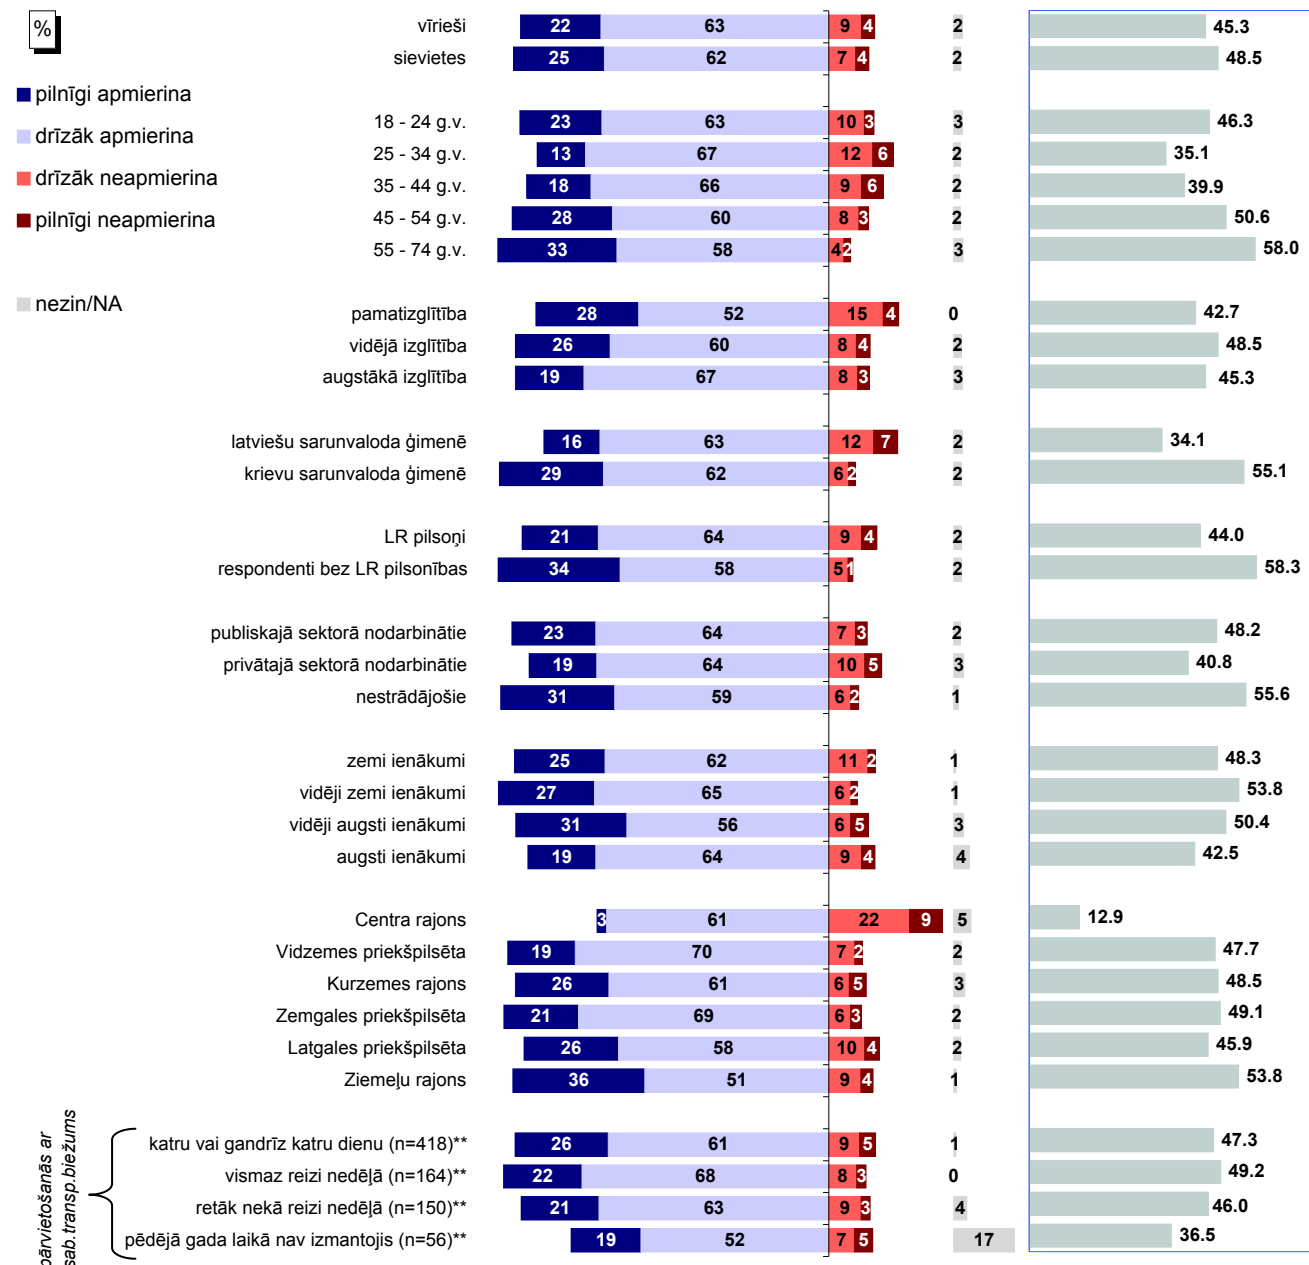 %
pilnīgi apmierina
drīzāk apmierina
drīzāk neapmierina
pilnīgi neapmierina
nezin/NA
vīrieši 22 63 9 4 2 45.3
sievietes 25 62 7 4 2 48.5
18 - 24 g.v. 23 63 10 3 3 46.3
25 - 34 g.v. 13 67 12 6 2 35.1
35 - 44 g.v. 18 66 9 6 2 39.9
45 - 54 g.v. 28 60 8 3 2 50.6
55 - 74 g.v. 33 58 4 2 3 58.0
pamatizglītība 28 52 15 4 0 42.7
vidējā izglītība 26 60 8 4 2 48.5
augstākā izglītība 19 67 8 3 3 45.3
latviešu sarunvaloda ģimenē 16 63 12 7 2 34.1
krievu sarunvaloda ģimenē 29 62 6 2 2 55.1
LR pilsoņi 21 64 9 4 2 44.0
respondenti bez LR pilsonības 34 58 5 1 2 58.3
publiskajā sektorā nodarbinātie 23 64 7 3 2 48.2
privātajā sektorā nodarbinātie 19 64 10 5 3 40.8
nestrādājošie 31 59 6 2 1 55.6
zemi ienākumi 25 62 11 2 1 48.3
vidēji zemi ienākumi 27 65 6 2 1 53.8
vidēji augsti ienākumi 31 56 6 5 3 50.4
augsti ienākumi 19 64 9 4 4 42.5
Centra rajons 3 61 22 9 5 12.9
Vidzemes priekšpilsēta 19 70 7 2 2 47.7
Kurzemes rajons 26 61 6 5 3 48.5
Zemgales priekšpilsēta 21 69 6 3 2 49.1
Latgales priekšpilsēta 26 58 10 4 2 45.9
Ziemeļu rajons 36 51 9 4 1 53.8
pārvietošanās ar
sab.transp.biežums
katru vai gandrīz katru dienu (n=418)** 26 61 9 5 1 47.3
vismaz reizi nedēļā (n=164)** 22 68 8 3 0 49.2
retāk nekā reizi nedēļā (n=150)** 21 63 9 3 4 46.0
pēdējā gada laikā nav izmantojis (n=56)** 19 52 7 5 17 36.5